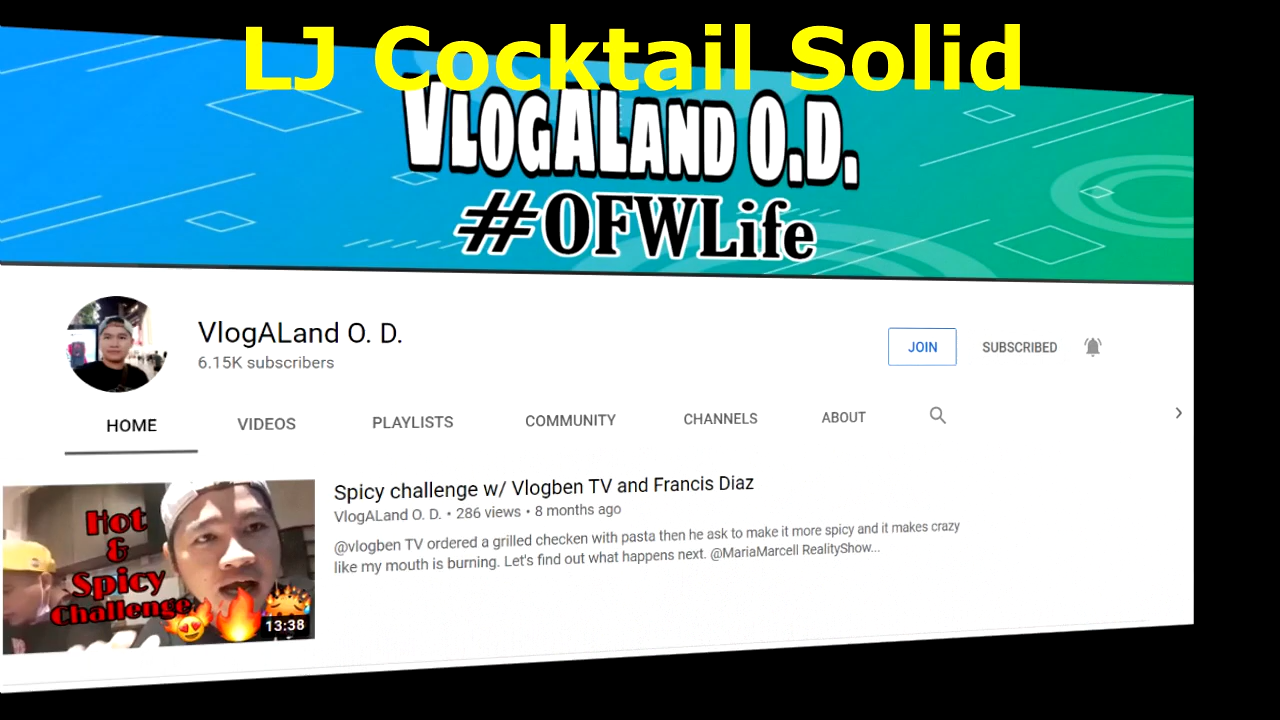 LJ Cocktail Solid
VLOGALAND O.D.
#OFWLife
VlogALand O. D.
6.15K subscribers
JOIN
SUBSCRIBED
HOME
VIDEOS
PLAYLISTS
COMMUNITY
CHANNELS
ABOUT
Hot
&
Spicy
Challenge
13:38
Spicy challenge w/ Vlogben TV and Francis Diaz
VlogALand O. D. • 286 views • 8 months ago
@vlogben TV ordered a grilled checken with pasta then he ask to make it more spicy and it makes crazy
like my mouth is burning. Let's find out what happens next. @MariaMarcell RealityShow...